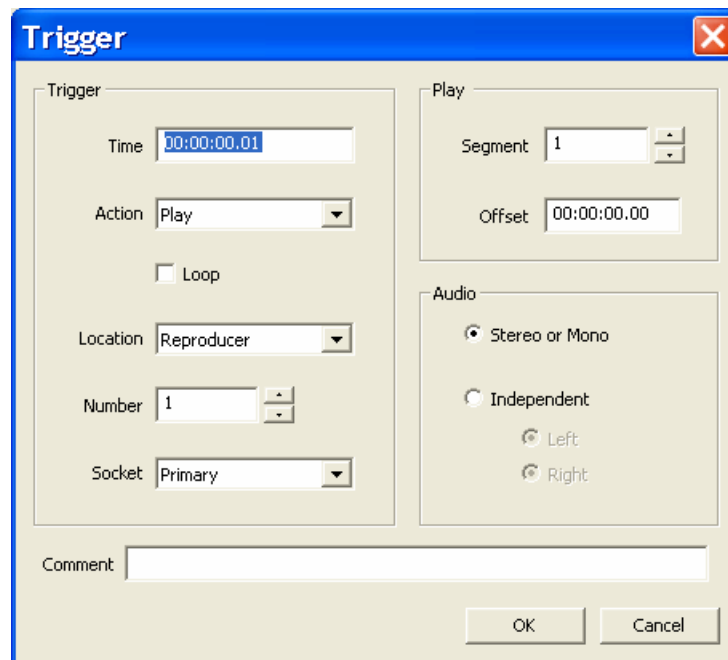 Trigger
Trigger
Time 00:00:00.01
Action Play
Loop
Location Reproducer
Number 1
Socket Primary
Play
Segment 1
Offset 00:00:00.00
Audio
Stereo or Mono
Independent
Left
Right
Comment
OK Cancel